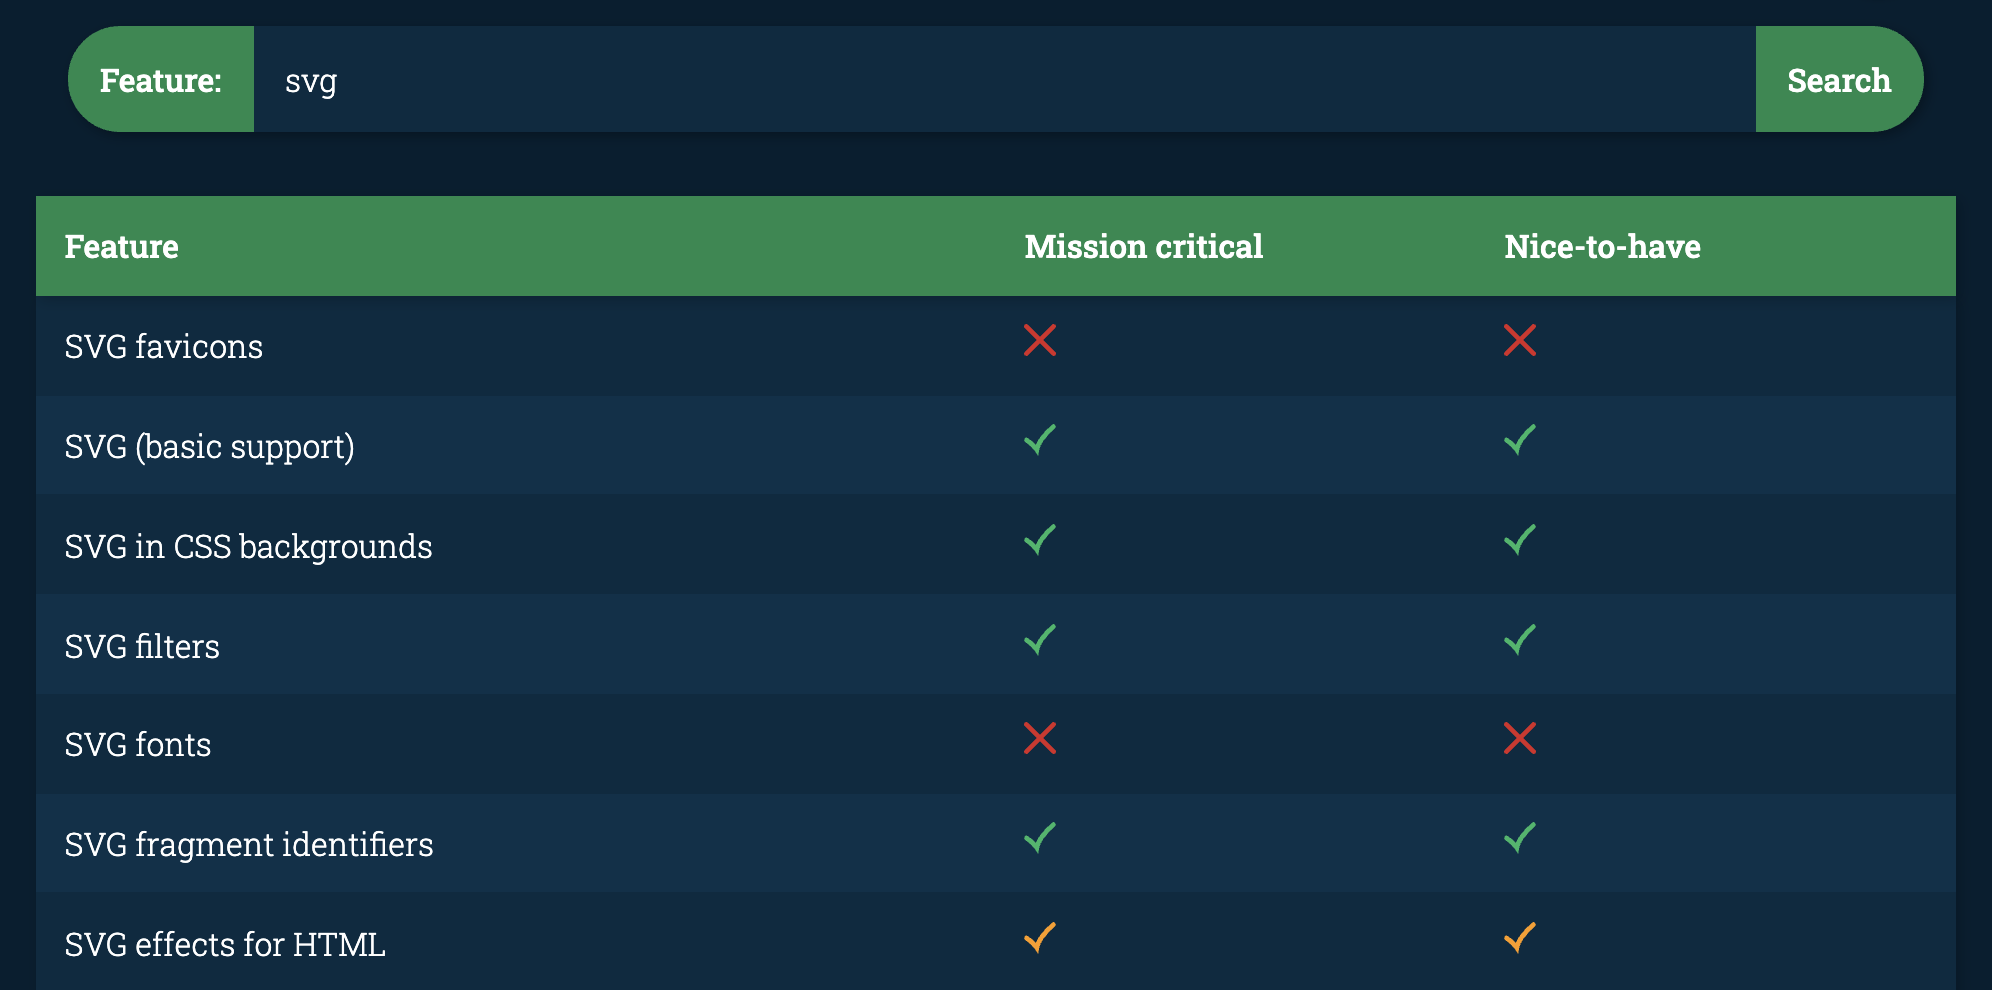 Feature: svg Search
Feature Mission critical Nice-to-have
SVG favicons
SVG (basic support)
SVG in CSS backgrounds
SVG filters
SVG fonts
SVG fragment identifiers
SVG effects for HTML